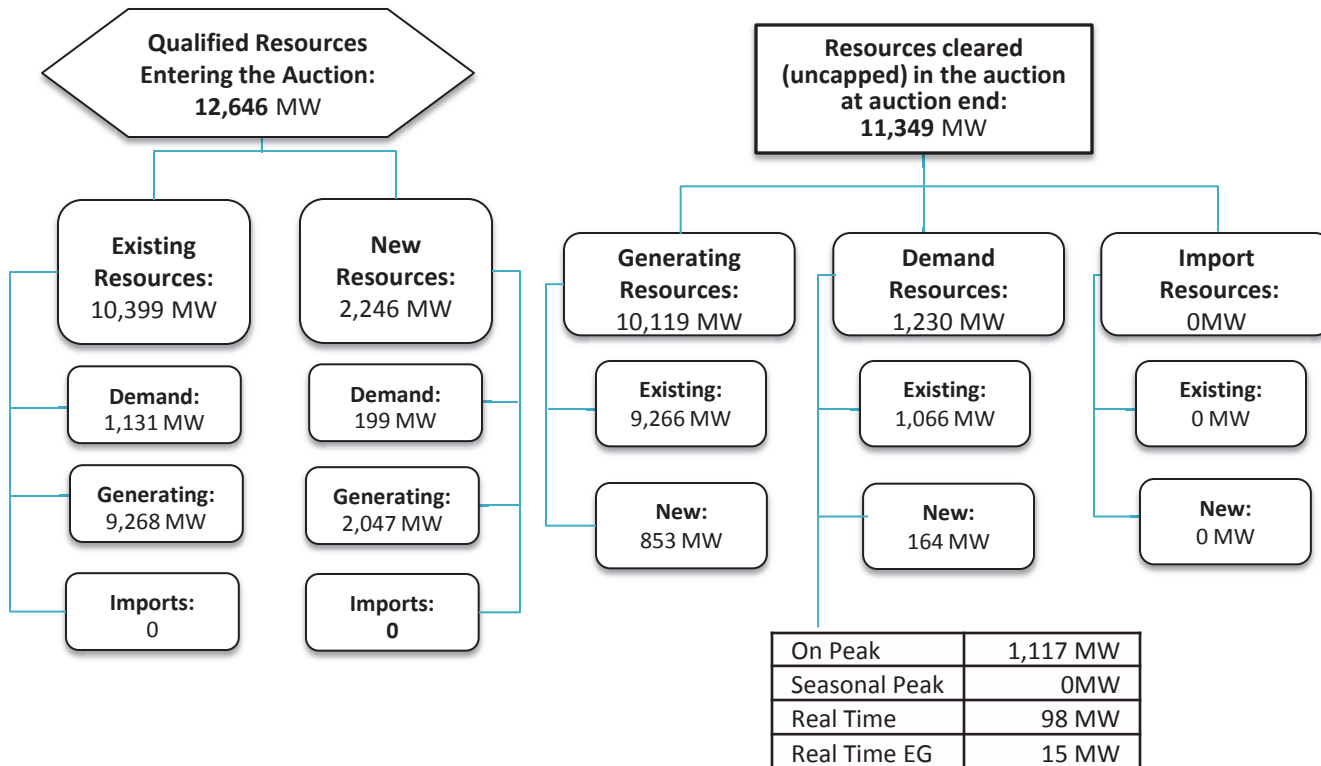 Qualified Resources
Entering the Auction:
12,646 MW
Existing
Resources:
10,399 MW
Demand:
1,131 MW
Generating:
9,268 MW
Imports:
0
New
Resources:
2,246 MW
Demand:
199 MW
Generating:
2,047 MW
Imports:
0
Resources cleared
(uncapped) in the auction
at auction end:
11,349 MW
Generating
Resources:
10,119 MW
Existing:
9,266 MW
New:
853 MW
Demand
Resources:
1,230 MW
Existing:
1,066 MW
New:
164 MW
On Peak 1,117 MW
Seasonal Peak 0MW
Real Time 98 MW
Real Time EG 15 MW
Import
Resources:
0MW
Existing:
0 MW
New:
0 MW